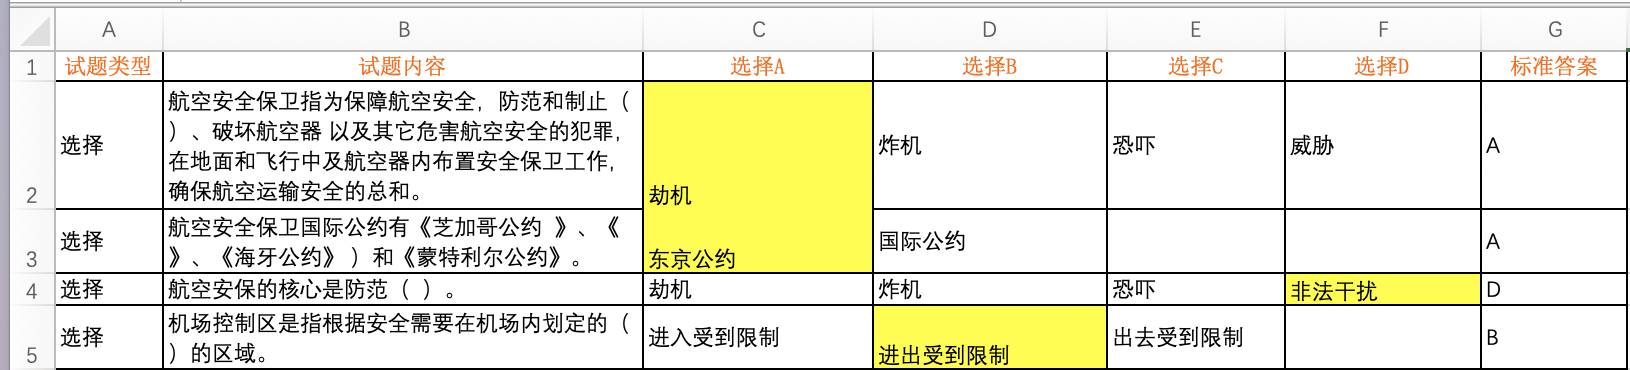 A B C D E F G
1 试题类型 试题内容 选择A 选择B 选择C 选择D 标准答案
航空安全保卫指为保障航空安全，防范和制止（
）、破坏航空器 以及其它危害航空安全的犯罪，
选择 炸机 恐吓 威胁 A
在地面和飞行中及航空器内布置安全保卫工作，
2 确保航空运输安全的总和。 劫机
航空安全保卫国际公约有《芝加哥公约 》、《
选择 国际公约 A
3 》、《海牙公约》 ）和《蒙特利尔公约》。 东京公约
4 选择 航空安保的核心是防范（ ）。 劫机 炸机 恐吓 非法干扰 D
机场控制区是指根据安全需要在机场内划定的（
选择 进入受到限制 出去受到限制 B
5 ）的区域。 进出受到限制